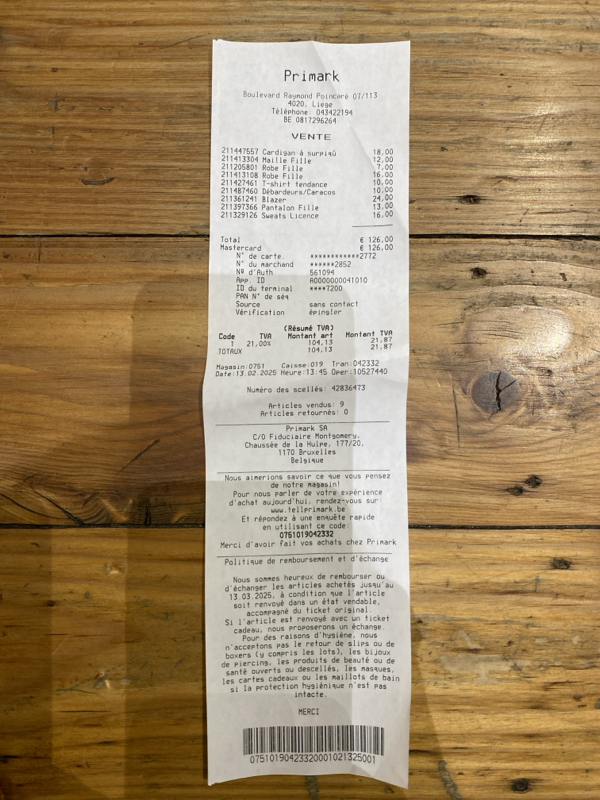 Primark
Boulevard Raymond Poincaré 07/113
4020, Liege
Téléphone: 043422194
BE 0817296264
VENTE
211447557 Cardigan à surpiqû 18,00
211413304 Maille Fille 12,00
211205801 Robe Fille 7,00
211413108 Robe Fille 16,00
211427461 T-shirt tendance 10,00
211487460 Débardeurs/Caracos 10,00
211361241 Blazer 24,00
211397366 Pantalon Fille 13,00
211329126 Sweats Licence 16,00
Total € 126,00
Mastercard € 126,00
N° de carte. ************2772
N° du marchand ******2852
Nº d'Auth 561094
App. ID A0000000041010
ID du terminal ****7200
PAN N° de séq
Source sans contact
Vérification épingler
(Résumé TVA)
Code TVA Montant art Montant TVA
1 21,00% 104,13 21,87
TOTAUX 104,13 21,87
Magasin:0751 Caisse:019 Tran:042332
Date:13.02.2025 Heure:13:45 Oper:10527440
Numéro des scellés: 42836473
Articles vendus: 9
Articles retournés: 0
Primark SA
C/O Fiduciaire Montgomery,
Chaussée de la Hulpe, 177/20,
1170 Bruxelles
Belgique
Nous aimerions savoir ce que vous pensez
de notre magasin!
Pour nous parler de votre expérience
d'achat aujourd'hui, rendez-vous sur:
www.tellprimark.be
Et répondez à une enquête rapide
en utilisant ce code:
0751019042332
Merci d'avoir fait vos achats chez Primark
Politique de remboursement et d'échange
Nous sommes heureux de rembourser ou
d'échanger les articles achetés jusqu'au
13.03.2025, à condition que l'article
soit renvoyé dans un état vendable,
accompagné du ticket original.
Si l'article est renvoyé avec un ticket
cadeau, nous proposerons un échange.
Pour des raisons d'hygiène, nous
n'acceptons pas le retour de slips ou de
boxers (y compris les lots), les bijoux
de piercing, les produits de beauté ou de
santé ouverts ou descellés, les masques,
les cartes cadeaux ou les maillots de bain
si la protection hygiénique n'est pas
intacte.
MERCI
07510190423320001021325001